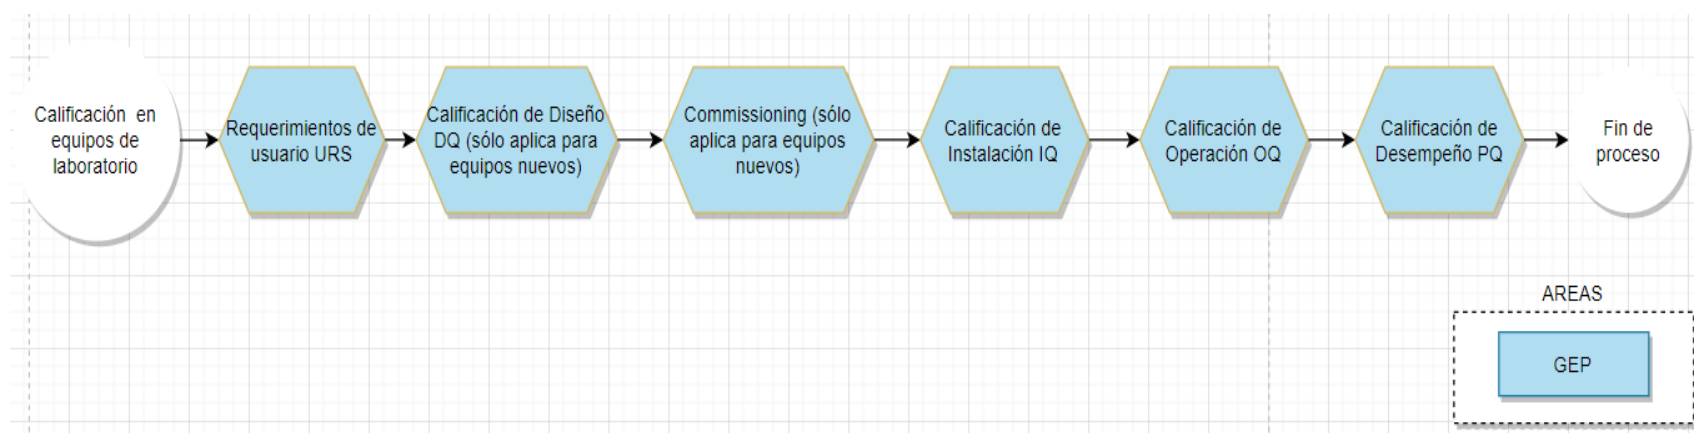 Calificación en
equipos de
laboratorio
Requerimientos de
usuario URS
Calificación de Diseño
DQ (sólo aplica para
equipos nuevos)
Commissioning (sólo
aplica para equipos
nuevos)
Calificación de
Instalación IQ
Calificación de
Operación OQ
Calificación de
Desempeño PQ
Fin de
proceso
AREAS
GEP